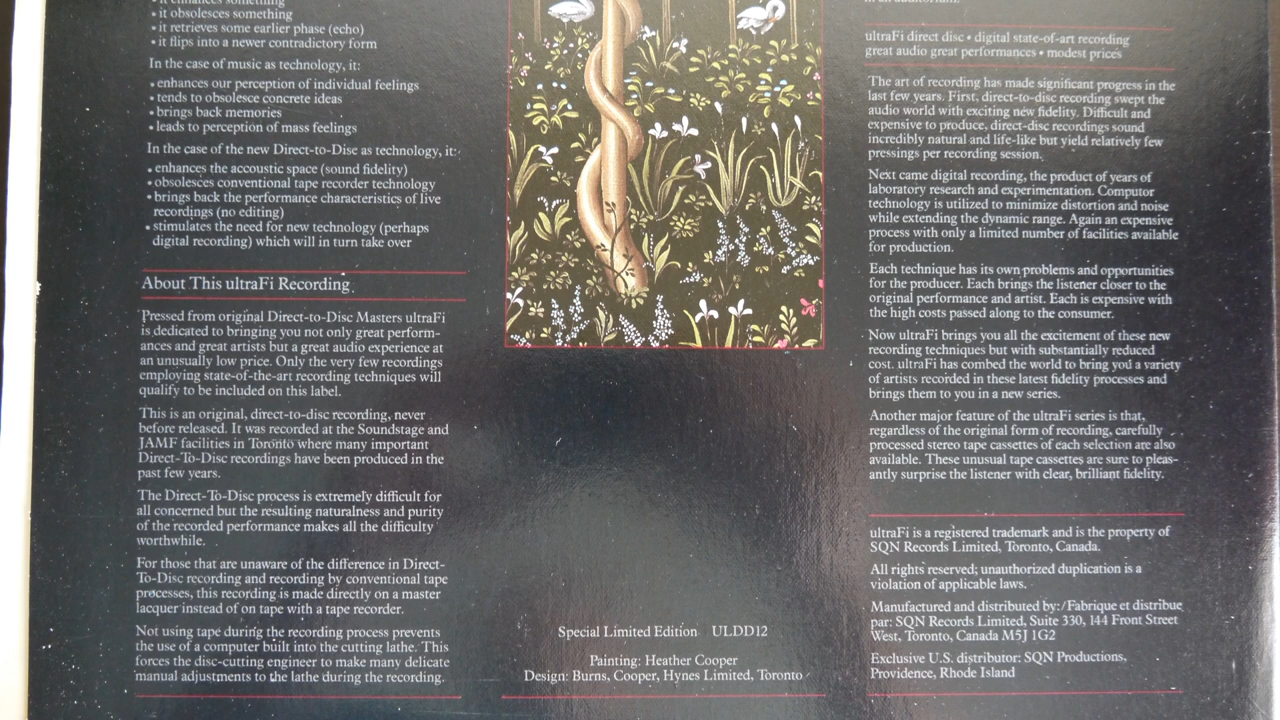 • it enhances something
• it obsolesces something
• it retrieves some earlier phase (echo)
• it flips into a newer contradictory form
In the case of music as technology, it:
• enhances our perception of individual feelings
• tends to obsolesce concrete ideas
• brings back memories
• leads to perception of mass feelings
In the case of the new Direct-to-Disc as technology, it:
• enhances the accoustic space (sound fidelity)
• obsolesces conventional tape recorder technology
• brings back the performance characteristics of live
recordings (no editing)
• stimulates the need for new technology (perhaps
digital recording) which will in turn take over
About This ultraFi Recording
Pressed from original Direct-to-Disc Masters ultraFi
is dedicated to bringing you not only great perform-
ances and great artists but a great audio experience at
an unusually low price. Only the very few recordings
employing state-of-the-art recording techniques will
qualify to be included on this label.
This is an original, direct-to-disc recording, never
before released. It was recorded at the Soundstage and
JAMF facilities in Toronto where many important
Direct-To-Disc recordings have been produced in the
past few years.
The Direct-To-Disc process is extremely difficult for
all concerned but the resulting naturalness and purity
of the recorded performance makes all the difficulty
worthwhile.
For those that are unaware of the difference in Direct-
To-Disc recording and recording by conventional tape
processes, this recording is made directly on a master
lacquer instead of on tape with a tape recorder.
Not using tape during the recording process prevents
the use of a computer built into the cutting lathe. This
forces the disc-cutting engineer to make many delicate
manual adjustments to the lathe during the recording.
Special Limited Edition ULDD12
Painting: Heather Cooper
Design: Burns, Cooper, Hynes Limited, Toronto
in an auditorium.
ultraFi direct disc • digital state-of-art recording
great audio great performances • modest prices
The art of recording has made significant progress in the
last few years. First, direct-to-disc recording swept the
audio world with exciting new fidelity. Difficult and
expensive to produce, direct-disc recordings sound
incredibly natural and life-like but yield relatively few
pressings per recording session.
Next came digital recording, the product of years of
laboratory research and experimentation. Computor
technology is utilized to minimize distortion and noise
while extending the dynamic range. Again an expensive
process with only a limited number of facilities available
for production.
Each technique has its own problems and opportunities
for the producer. Each brings the listener closer to the
original performance and artist. Each is expensive with
the high costs passed along to the consumer.
Now ultraFi brings you all the excitement of these new
recording techniques but with substantially reduced
cost. ultraFi has combed the world to bring you a variety
of artists recorded in these latest fidelity processes and
brings them to you in a new series.
Another major feature of the ultraFi series is that,
regardless of the original form of recording, carefully
processed stereo tape cassettes of each selection are also
available. These unusual tape cassettes are sure to pleas-
antly surprise the listener with clear, brilliant fidelity.
ultraFi is a registered trademark and is the property of
SQN Records Limited, Toronto, Canada.
All rights reserved; unauthorized duplication is a
violation of applicable laws.
Manufactured and distributed by:/Fabrique et distribue
par: SQN Records Limited, Suite 330, 144 Front Street
West, Toronto, Canada M5J 1G2
Exclusive U.S. distributor: SQN Productions,
Providence, Rhode Island